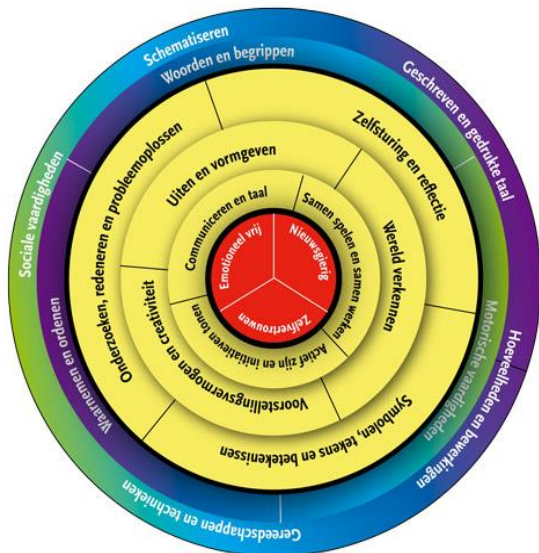 Schematiseren
Woorden en begrippen
Geschreven en gedrukte taal
Sociale vaardigheden
Waarnemen en ordenen
Motorische vaardigheden
Hoeveelheden en bewerkingen
Gereedschappen en technieken
Onderzoeken, redeneren en probleemoplossen
Zelfsturing en reflectie
Symbolen, tekens en betekenissen
Uiten en vormgeven
Wereld verkennen
Voorstellingsvermogen en creativiteit
Communiceren en taal
Samen spelen en samen werken
Actief zijn en initiatieven tonen
Emotioneel vrij
Nieuwsgierig
Zelfvertrouwen